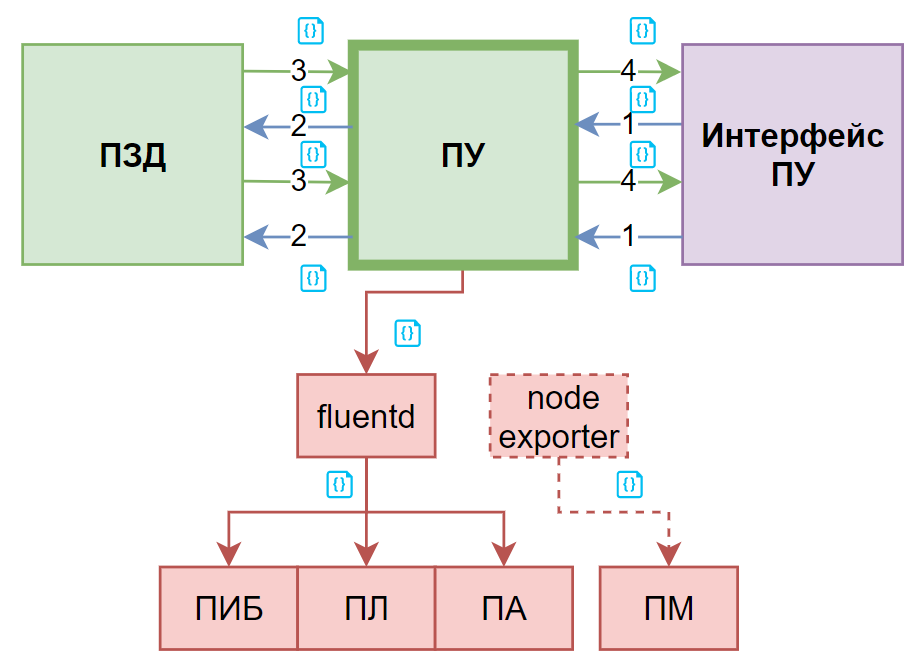 {}
{}
3
4
{}
{}
ПЗД
2
ПУ
1
Интерфейс
ПУ
{}
{}
3
4
2
1
{}
{}
{}
fluentd
node
exporter
{}
{}
ПИБ
ПЛ
ПА
ПМ